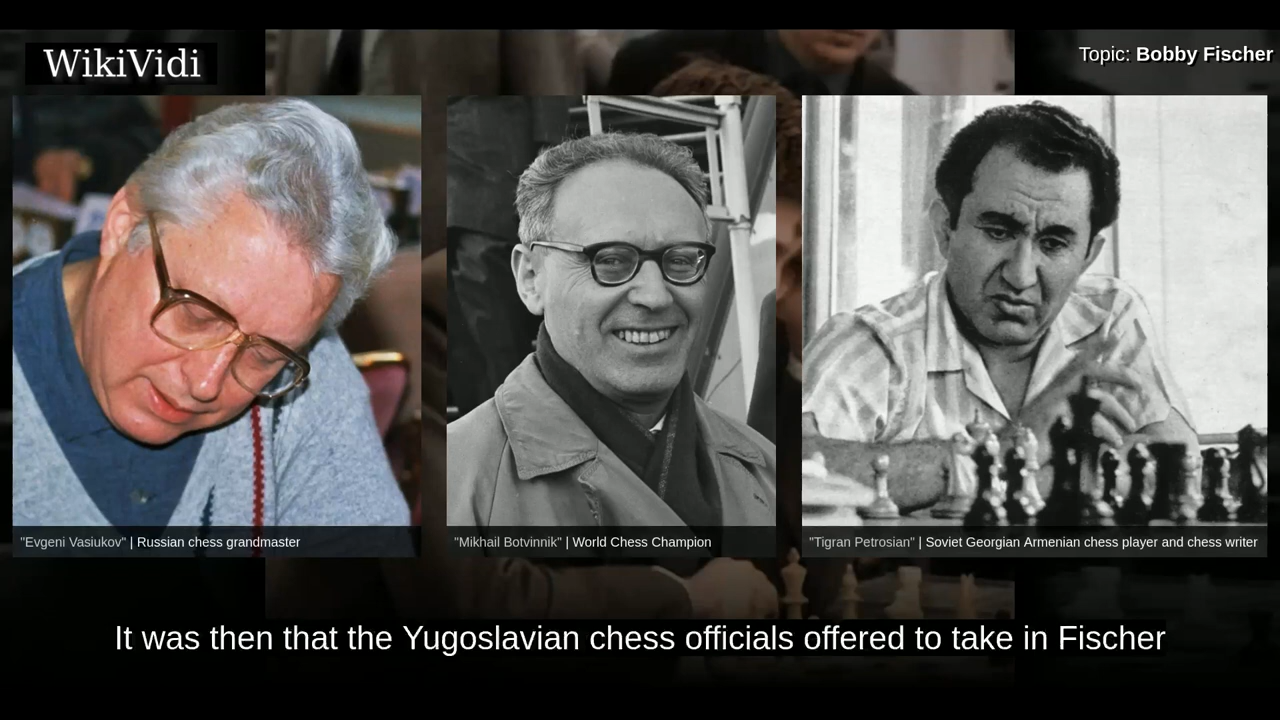 WikiVidi
Topic: Bobby Fischer
"Evgeni Vasiukov" | Russian chess grandmaster
"Mikhail Botvinnik" | World Chess Champion
"Tigran Petrosian" | Soviet Georgian Armenian chess player and chess writer
It was then that the Yugoslavian chess officials offered to take in Fischer